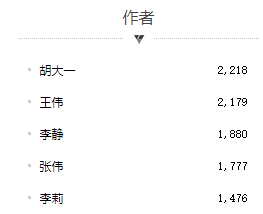 作者
胡大一 2,218
王伟 2,179
李静 1,880
张伟 1,777
李莉 1,476